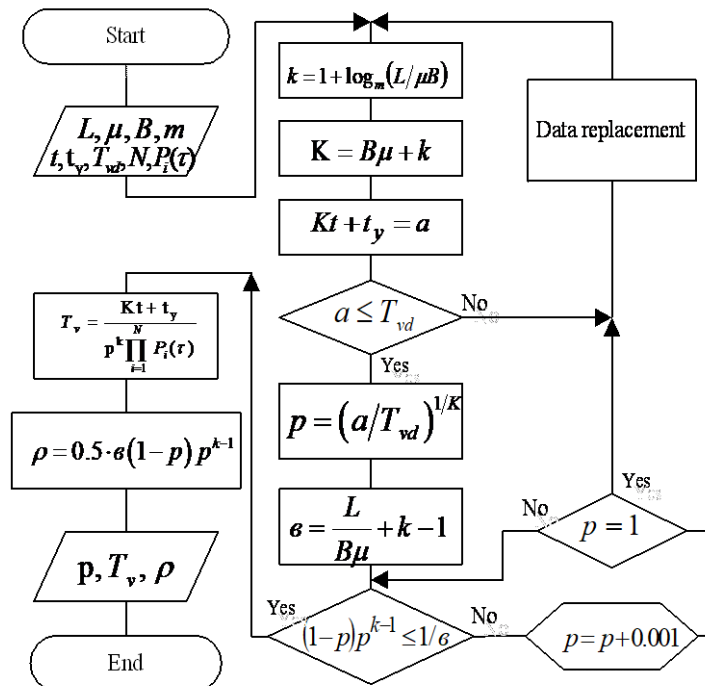 Start
L, μ, B, m
t, t_y, T_vd, N, P_i(τ)
k = 1 + log_m(L/μB)
K = Bμ + k
Kt + t_y = a
a ≤ T_vd
No
Yes
p = (a/T_vd)^{1/K}
в = L/(Bμ) + k − 1
(1−p)p^{k−1} ≤ 1/в
Yes
No
p = p + 0.001
p = 1
No
Yes
Data replacement
T_v = (Kt + t_y)/(p^k ∏_{i=1}^{N} P_i(τ))
ρ = 0.5·в(1−p)p^{k−1}
p, T_v, ρ
End